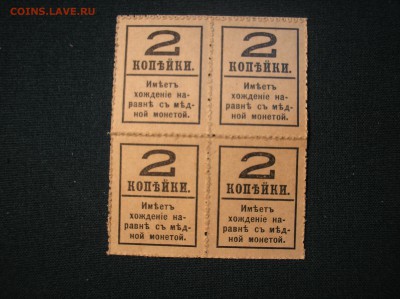 COINS.LAVE.RU
2 2
КОПѢЙКИ. КОПѢЙКИ.
Имѣетъ Имѣетъ
хожденіе на- хожденіе на-
равнѣ съ мѣд- равнѣ съ мѣд-
ной монетой. ной монетой.
2 2
КОПѢЙКИ. КОПѢЙКИ.
Имѣетъ Имѣетъ
хожденіе на- хожденіе на-
равнѣ съ мѣд- равнѣ съ мѣд-
ной монетой. ной монетой.